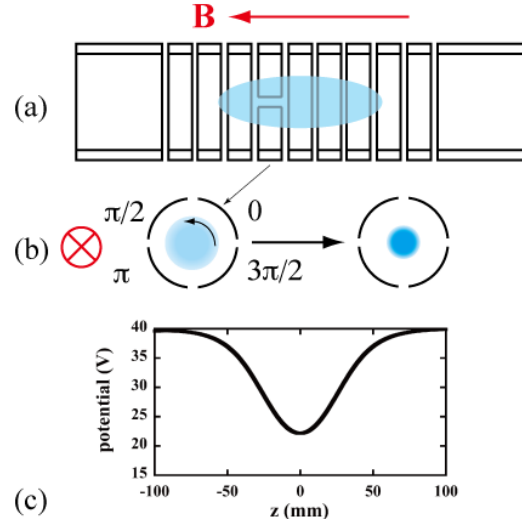 B
(a)
π/2 0
(b)
π 3π/2
potential (V)
40
35
30
25
20
15
-100 -50 0 50 100
z (mm)
(c)